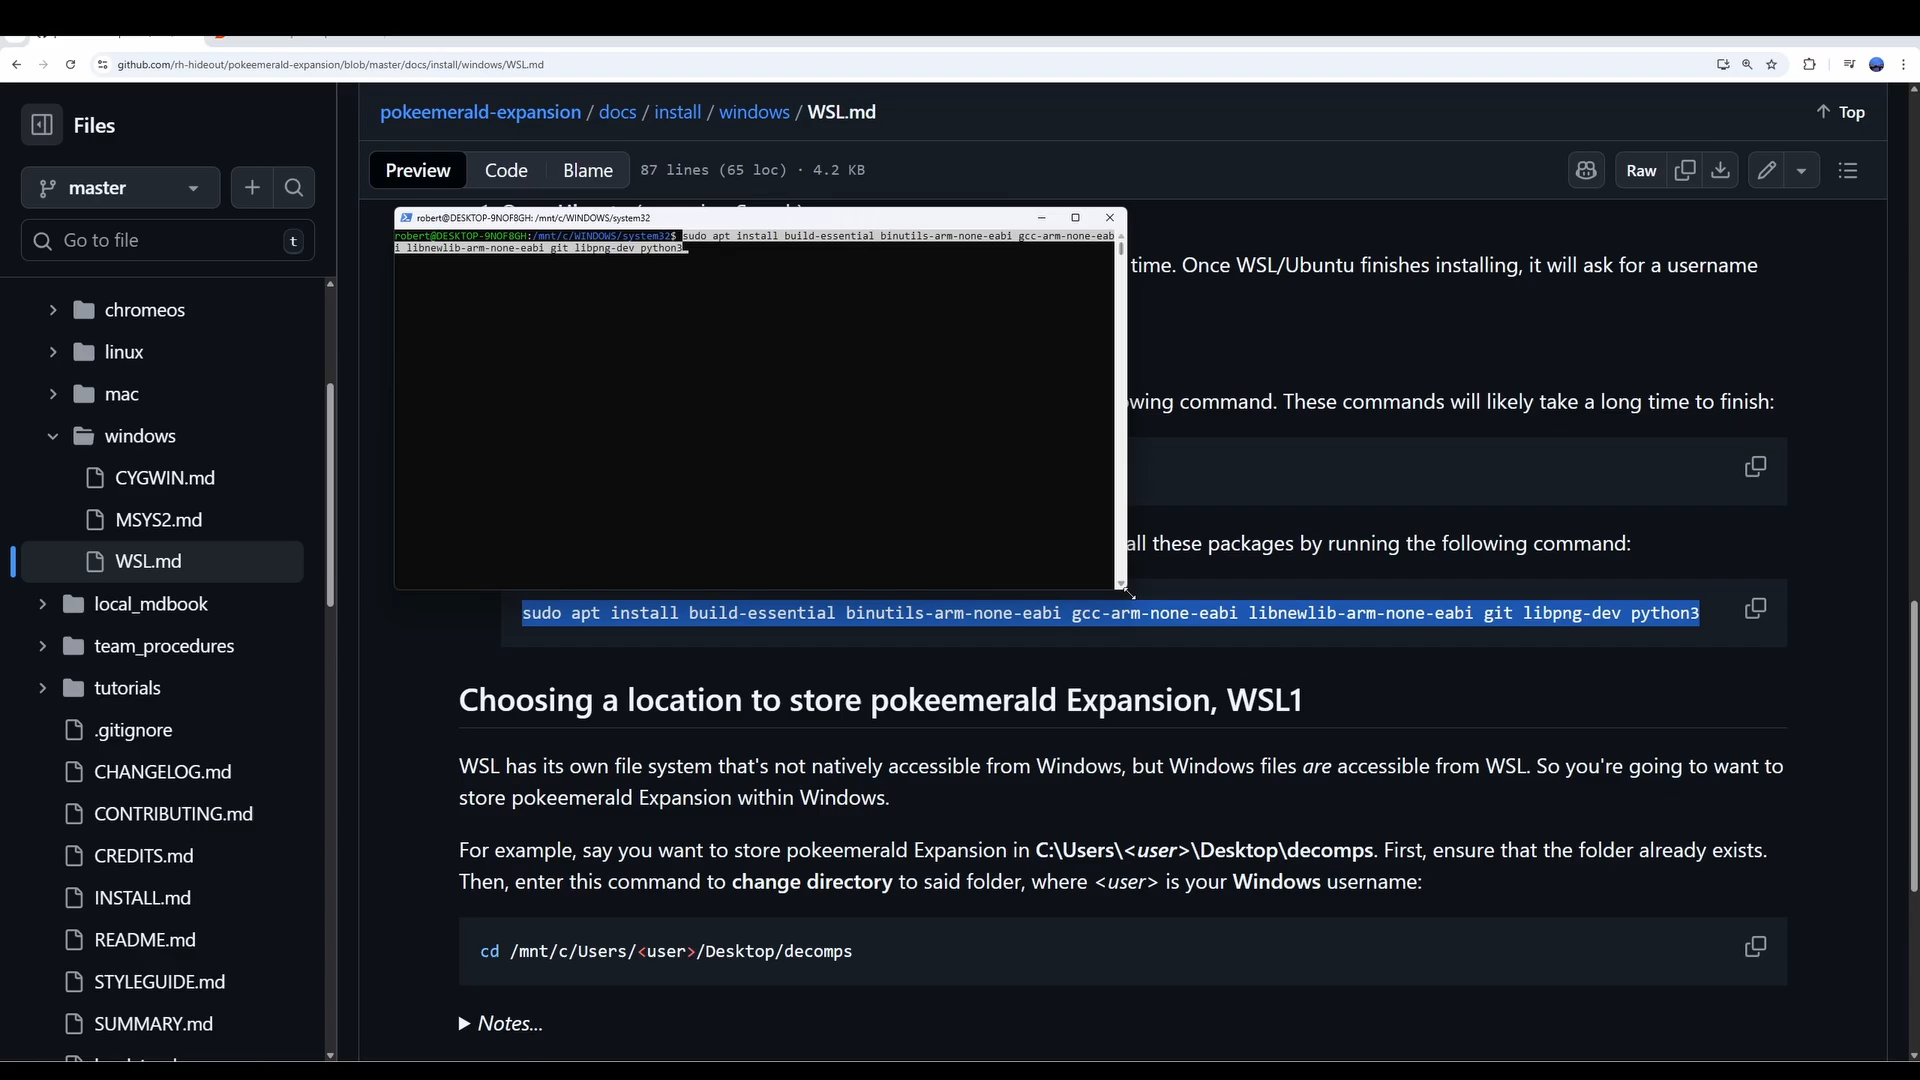 github.com/rh-hideout/pokeemerald-expansion/blob/master/docs/install/windows/WSL.md
Files
pokeemerald-expansion / docs / install / windows / WSL.md
Top
master
Preview
Code
Blame
87 lines (65 loc) · 4.2 KB
Raw
Go to file
t
robert@DESKTOP-9NOF8GH: /mnt/c/WINDOWS/system32
robert@DESKTOP-9NOF8GH:/mnt/c/WINDOWS/system32$ sudo apt install build-essential binutils-arm-none-eabi gcc-arm-none-eab
i libnewlib-arm-none-eabi git libpng-dev python3
time. Once WSL/Ubuntu finishes installing, it will ask for a username
owing command. These commands will likely take a long time to finish:
all these packages by running the following command:
sudo apt install build-essential binutils-arm-none-eabi gcc-arm-none-eabi libnewlib-arm-none-eabi git libpng-dev python3
chromeos
linux
mac
windows
CYGWIN.md
MSYS2.md
WSL.md
local_mdbook
team_procedures
tutorials
.gitignore
CHANGELOG.md
CONTRIBUTING.md
CREDITS.md
INSTALL.md
README.md
STYLEGUIDE.md
SUMMARY.md
Choosing a location to store pokeemerald Expansion, WSL1
WSL has its own file system that's not natively accessible from Windows, but Windows files are accessible from WSL. So you're going to want to
store pokeemerald Expansion within Windows.
For example, say you want to store pokeemerald Expansion in C:\Users\<user>\Desktop\decomps. First, ensure that the folder already exists.
Then, enter this command to change directory to said folder, where <user> is your Windows username:
cd /mnt/c/Users/<user>/Desktop/decomps
Notes...